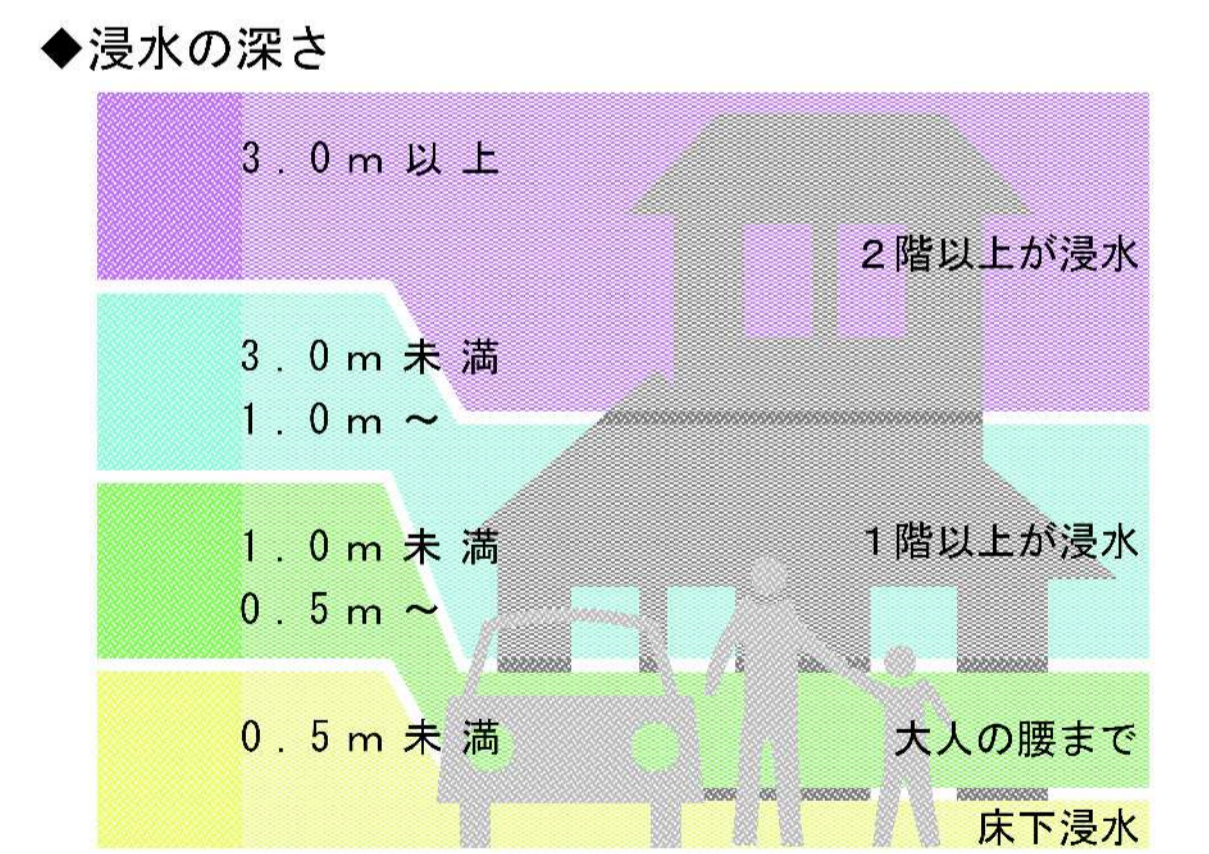 ◆浸水の深さ
3.0m以上
2階以上が浸水
3.0m未満
1.0m～
1.0m未満
0.5m～
1階以上が浸水
0.5m未満
大人の腰まで
床下浸水